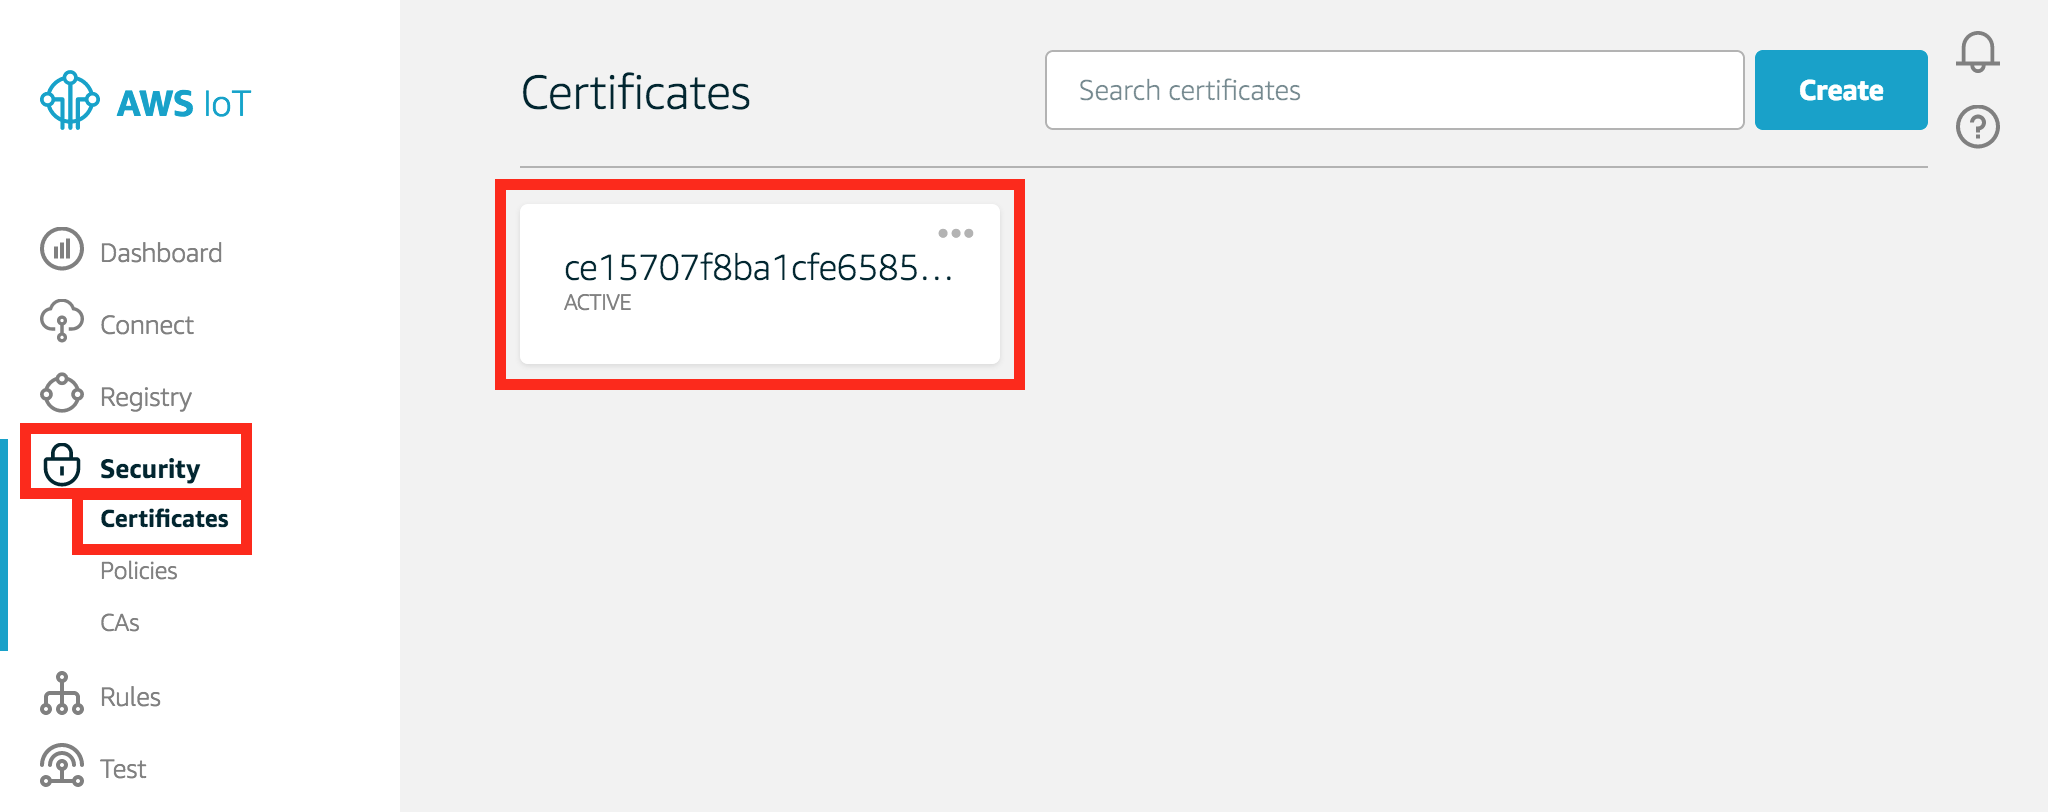 AWS IoT
Dashboard
Connect
Registry
Security
Certificates
Policies
CAs
Rules
Test
Certificates
Search certificates
Create
ce15707f8ba1cfe6585...
ACTIVE